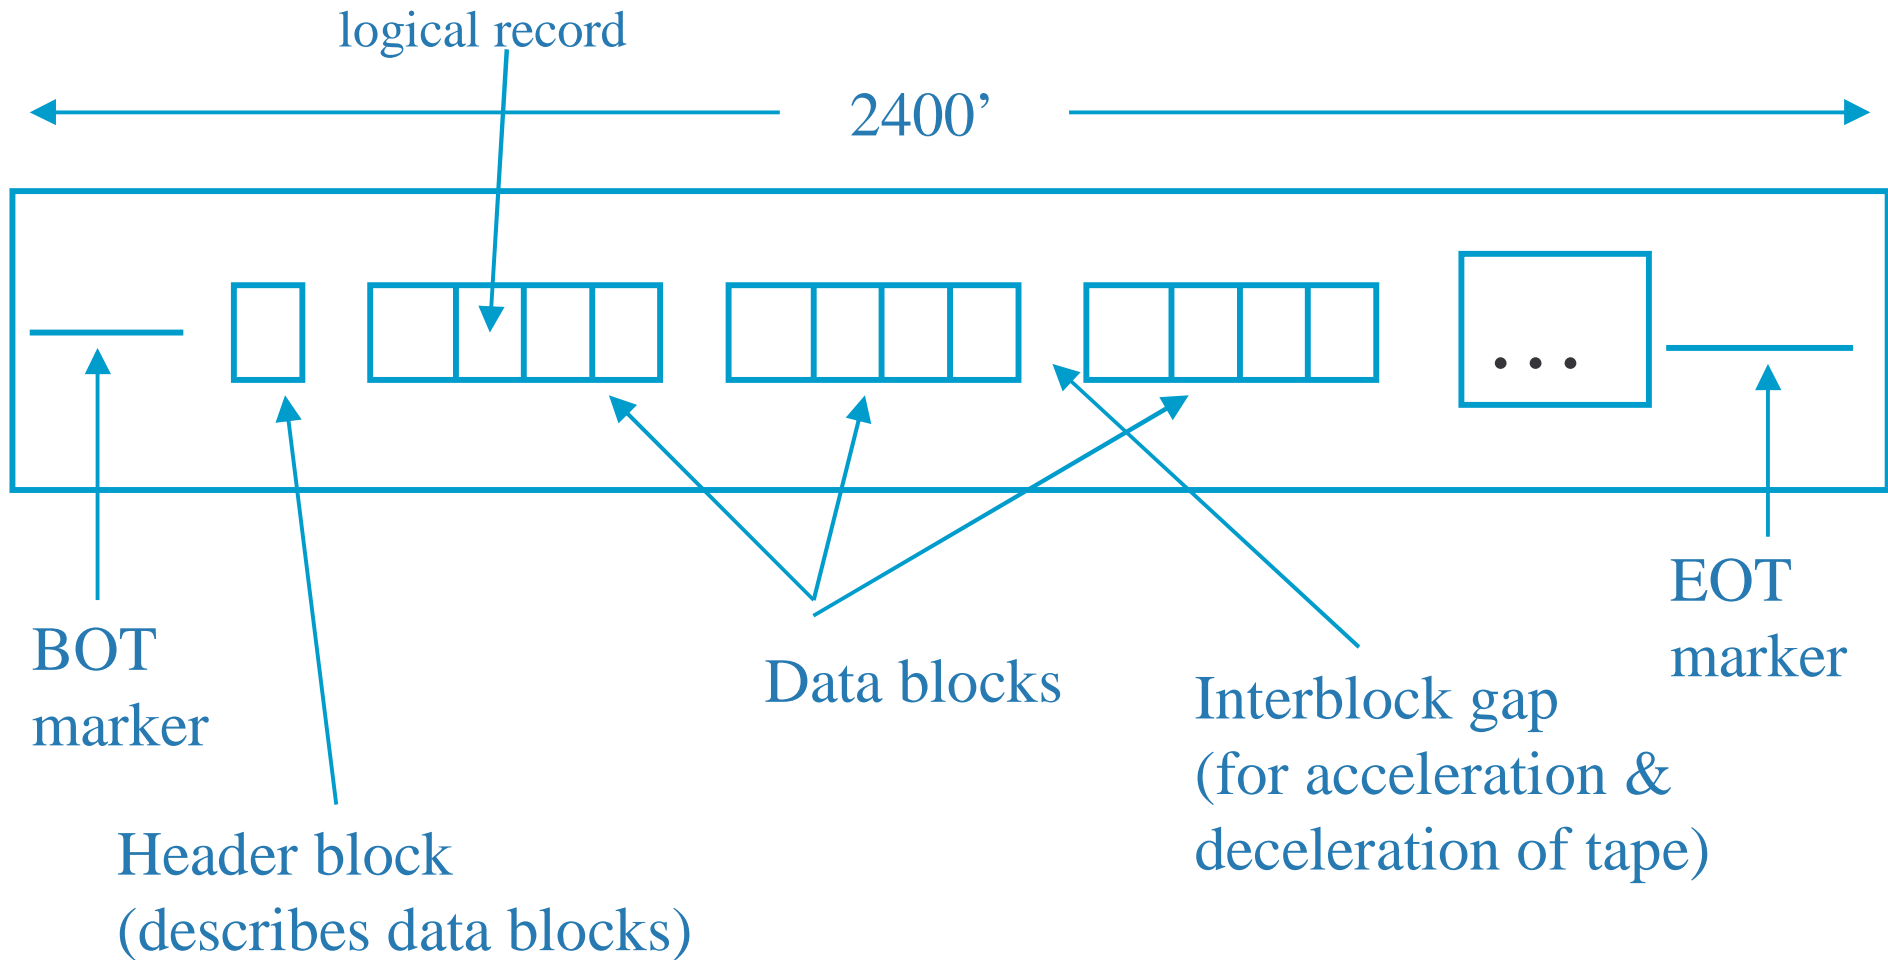 logical record
2400’
...
BOT
marker
Header block
(describes data blocks)
Data blocks
Interblock gap
(for acceleration &
deceleration of tape)
EOT
marker